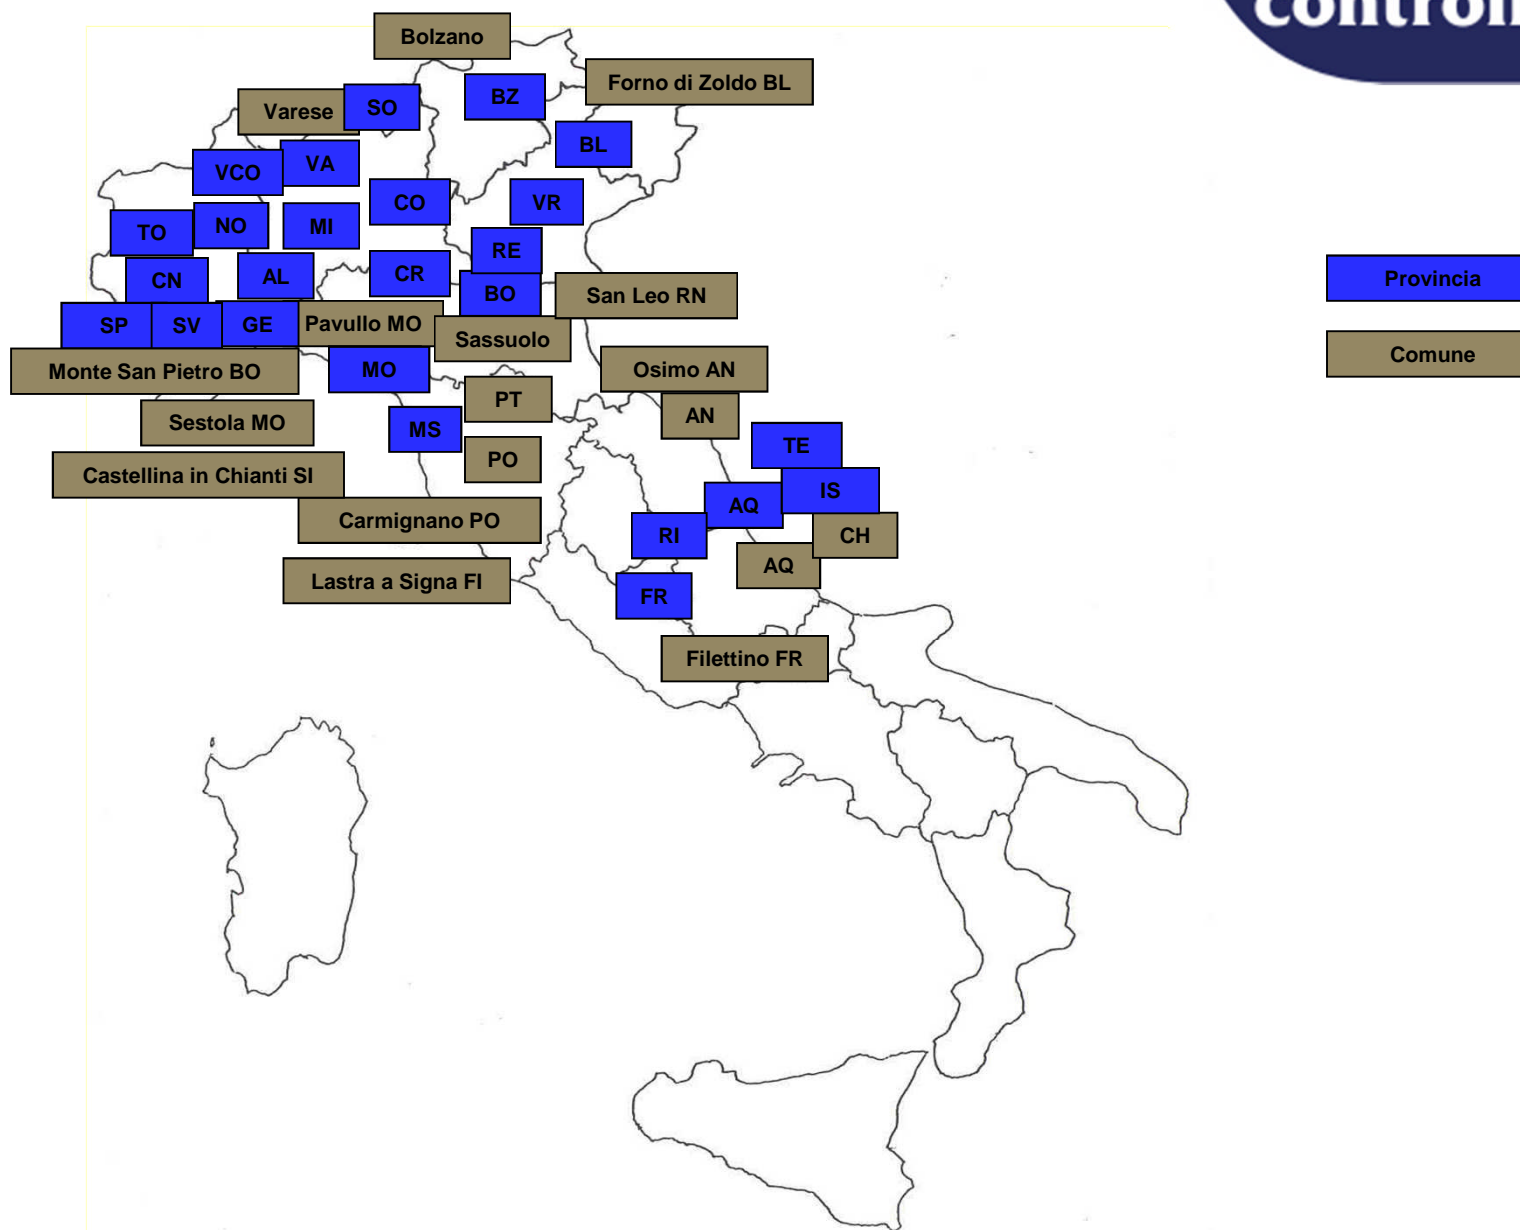 controll
Bolzano
Forno di Zoldo BL
BZ
SO
Varese
BL
VA
VCO
CO
VR
NO
MI
TO
RE
CR
AL
CN
Provincia
BO
San Leo RN
SP
SV
GE
Pavullo MO
Sassuolo
Comune
Monte San Pietro BO
MO
Osimo AN
PT
AN
Sestola MO
MS
TE
PO
Castellina in Chianti SI
IS
AQ
Carmignano PO
RI
CH
AQ
Lastra a Signa FI
FR
Filettino FR